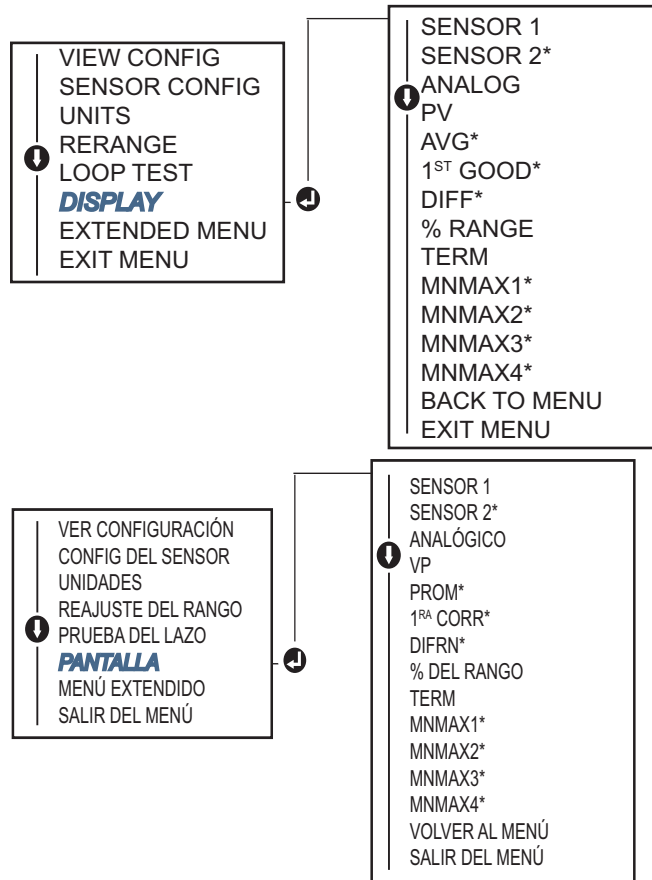 VIEW CONFIG
SENSOR CONFIG
UNITS
RERANGE
LOOP TEST
DISPLAY
EXTENDED MENU
EXIT MENU
SENSOR 1
SENSOR 2*
ANALOG
PV
AVG*
1ST GOOD*
DIFF*
% RANGE
TERM
MNMAX1*
MNMAX2*
MNMAX3*
MNMAX4*
BACK TO MENU
EXIT MENU
VER CONFIGURACIÓN
CONFIG DEL SENSOR
UNIDADES
REAJUSTE DEL RANGO
PRUEBA DEL LAZO
PANTALLA
MENÚ EXTENDIDO
SALIR DEL MENÚ
SENSOR 1
SENSOR 2*
ANALÓGICO
VP
PROM*
1RA CORR*
DIFRN*
% DEL RANGO
TERM
MNMAX1*
MNMAX2*
MNMAX3*
MNMAX4*
VOLVER AL MENÚ
SALIR DEL MENÚ